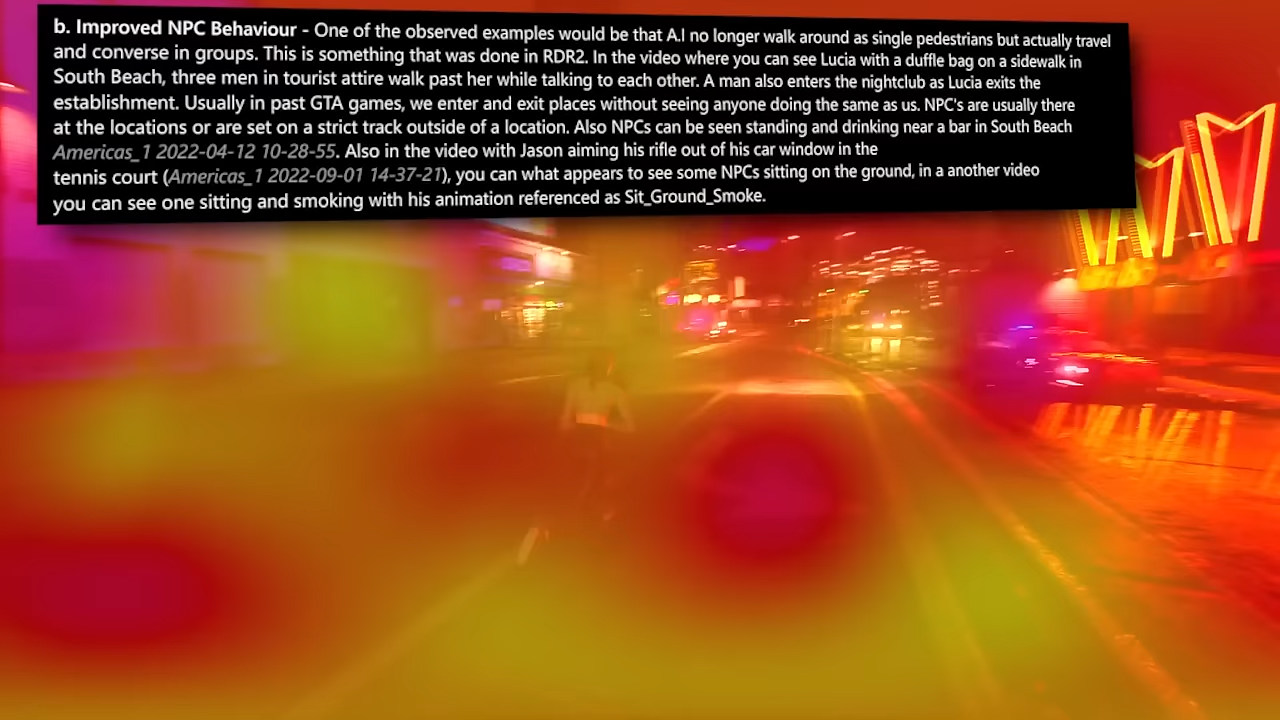 b. Improved NPC Behaviour - One of the observed examples would be that A.I no longer walk around as single pedestrians but actually travel
and converse in groups. This is something that was done in RDR2. In the video where you can see Lucia with a duffle bag on a sidewalk in
South Beach, three men in tourist attire walk past her while talking to each other. A man also enters the nightclub as Lucia exits the
establishment. Usually in past GTA games, we enter and exit places without seeing anyone doing the same as us. NPC's are usually there
at the locations or are set on a strict track outside of a location. Also NPCs can be seen standing and drinking near a bar in South Beach
Americas_1 2022-04-12 10-28-55. Also in the video with Jason aiming his rifle out of his car window in the
tennis court (Americas_1 2022-09-01 14-37-21), you can what appears to see some NPCs sitting on the ground, in a another video
you can see one sitting and smoking with his animation referenced as Sit_Ground_Smoke.